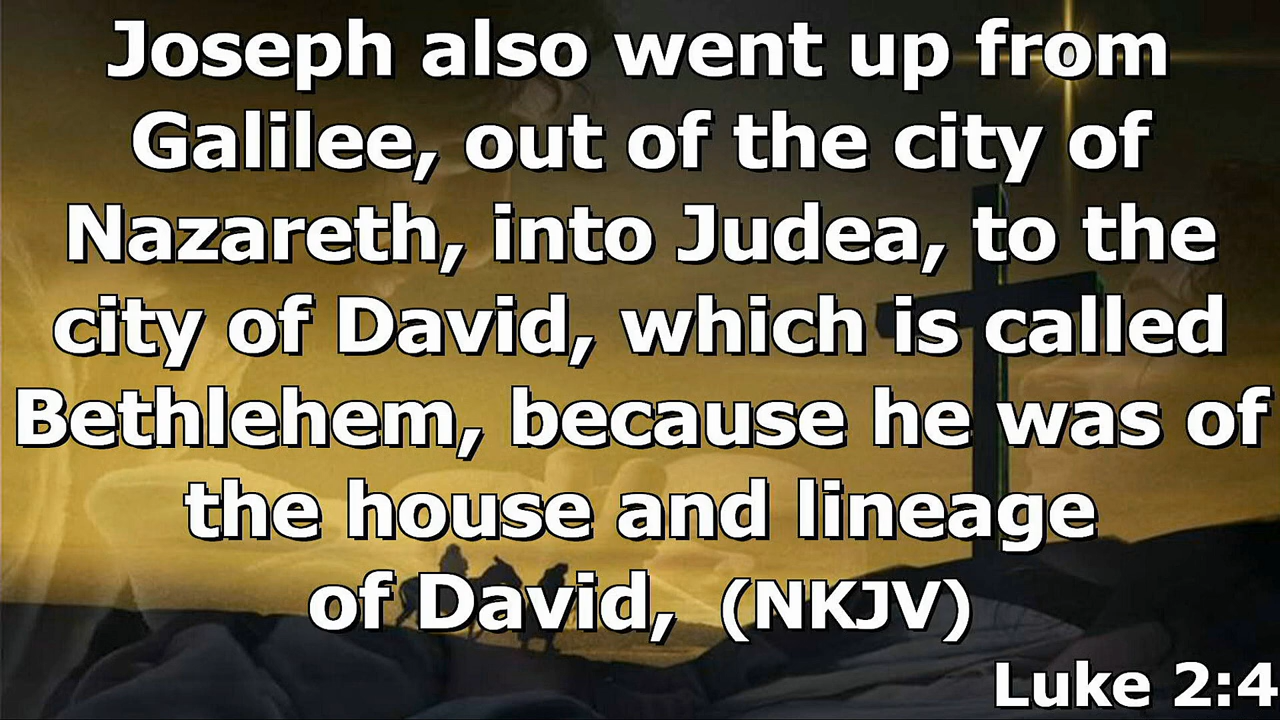 Joseph also went up from
Galilee, out of the city of
Nazareth, into Judea, to the
city of David, which is called
Bethlehem, because he was of
the house and lineage
of David, (NKJV)
Luke 2:4